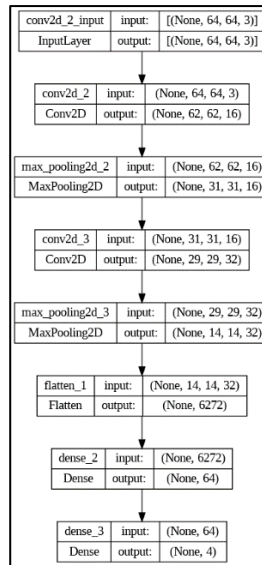 conv2d_2_input input: [(None, 64, 64, 3)]
InputLayer output: [(None, 64, 64, 3)]
conv2d_2 input: (None, 64, 64, 3)
Conv2D output: (None, 62, 62, 16)
max_pooling2d_2 input: (None, 62, 62, 16)
MaxPooling2D output: (None, 31, 31, 16)
conv2d_3 input: (None, 31, 31, 16)
Conv2D output: (None, 29, 29, 32)
max_pooling2d_3 input: (None, 29, 29, 32)
MaxPooling2D output: (None, 14, 14, 32)
flatten_1 input: (None, 14, 14, 32)
Flatten output: (None, 6272)
dense_2 input: (None, 6272)
Dense output: (None, 64)
dense_3 input: (None, 64)
Dense output: (None, 4)